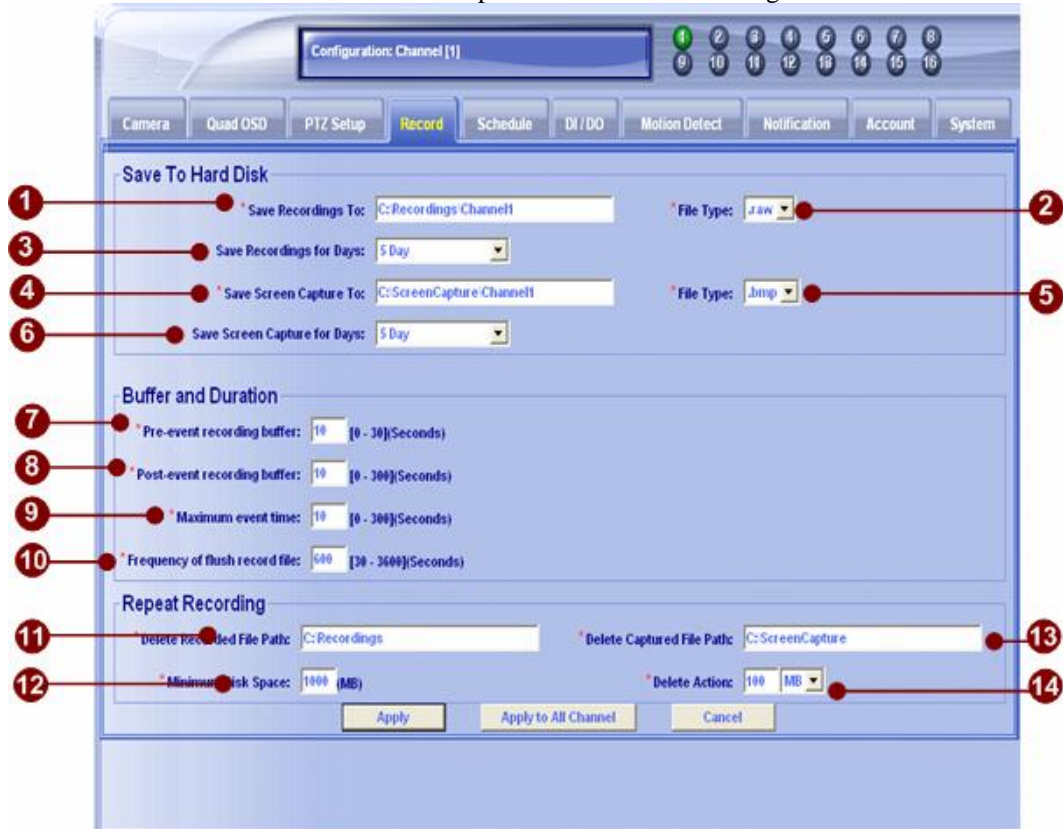 Configuration: Channel [1]
1 2 3 4 5 6 7 8
9 10 11 12 13 14 15 16
Camera Quad OSD PTZ Setup Record Schedule DI / DO Motion Detect Notification Account System
Save To Hard Disk
1 *Save Recordings To: C:\Recordings\Channel1 *File Type: .raw 2
3 Save Recordings for Days: 5 Day
4 *Save Screen Capture To: C:\ScreenCapture\Channel1 *File Type: .bmp 5
6 Save Screen Capture for Days: 5 Day
Buffer and Duration
7 *Pre-event recording buffer: 10 [0 - 30](Seconds)
8 *Post-event recording buffer: 10 [0 - 300](Seconds)
9 *Maximum event time: 10 [0 - 300](Seconds)
10 *Frequency of flush record file: 600 [30 - 3600](Seconds)
Repeat Recording
11 *Delete Recorded File Path: C:\Recordings *Delete Captured File Path: C:\ScreenCapture 13
12 *Minimum Disk Space: 1000 (MB) *Delete Action: 100 MB 14
Apply Apply to All Channel Cancel